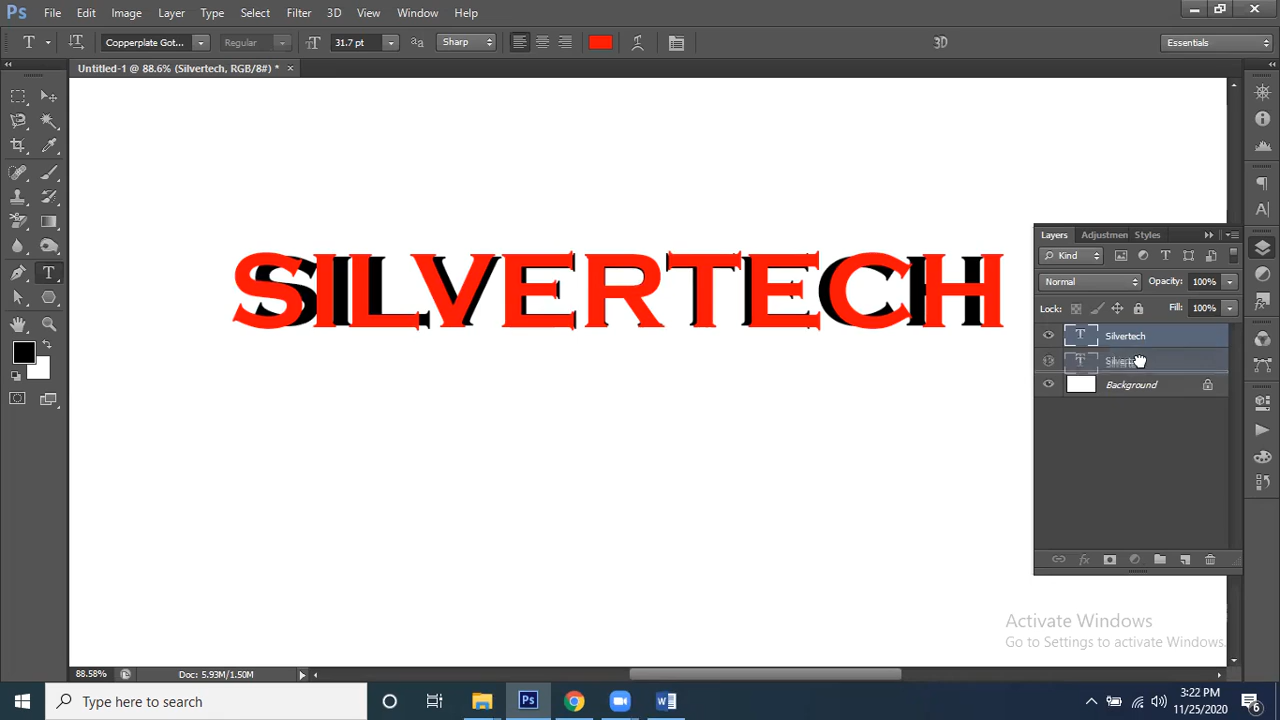 Ps File Edit Image Layer Type Select Filter 3D View Window Help
T Copperplate Got... Regular 31.7 pt aa Sharp 3D Essentials
Untitled-1 @ 88.6% (Silvertech, RGB/8#) * ×
SILVERTECH
SILVERTECH
Layers Adjustmen Styles
Kind
Normal Opacity: 100%
Lock: Fill: 100%
Silvertech
Background
Activate Windows
Go to Settings to activate Windows.
88.58% Doc: 5.93M/1.50M
Type here to search
3:22 PM
11/25/2020
6